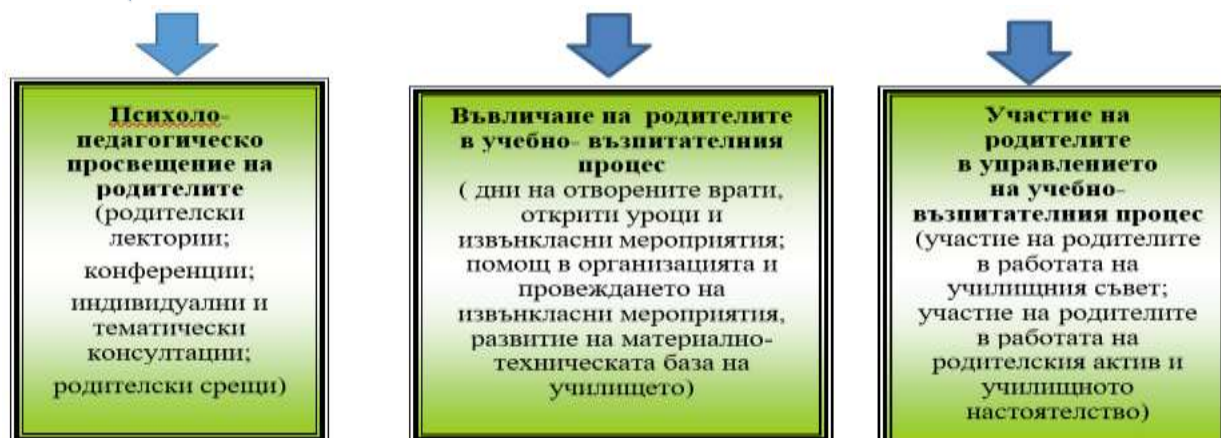 Психоло-
педагогическо
просвещение на
родителите
(родителски
лектории;
конференции;
индивидуални и
тематически
консултации;
родителски срещи)
Въвличане на родителите
в учебно- възпитателния
процес
( дни на отворените врати,
открити уроци и
извънкласни мероприятия;
помощ в организацията и
провеждането на
извънкласни мероприятия,
развитие на материално-
техническата база на
училището)
Участие на
родителите
в управлението
на учебно-
възпитателния процес
(участие на родителите
в работата на
училищния съвет;
участие на родителите
в работата на
родителския актив и
училищното
настоятелство)